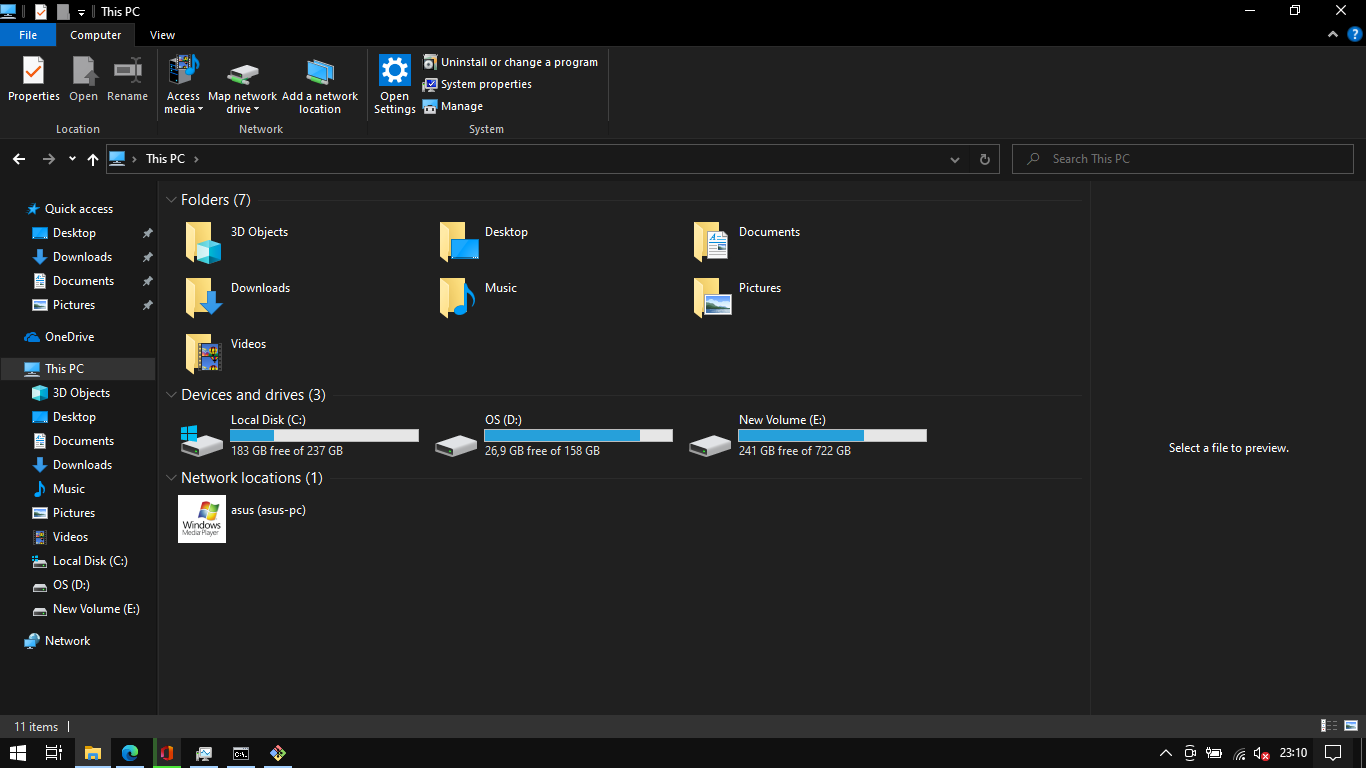 This PC
File
Computer
View
Properties
Open
Rename
Access media
Map network drive
Add a network location
Open Settings
Uninstall or change a program
System properties
Manage
Location
Network
System
This PC
Search This PC
Quick access
Desktop
Downloads
Documents
Pictures
OneDrive
This PC
3D Objects
Desktop
Documents
Downloads
Music
Pictures
Videos
Local Disk (C:)
OS (D:)
New Volume (E:)
Network
Folders (7)
3D Objects
Desktop
Documents
Downloads
Music
Pictures
Videos
Devices and drives (3)
Local Disk (C:)
183 GB free of 237 GB
OS (D:)
26,9 GB free of 158 GB
New Volume (E:)
241 GB free of 722 GB
Network locations (1)
Windows
Media Player
asus (asus-pc)
Select a file to preview.
11 items
23:10